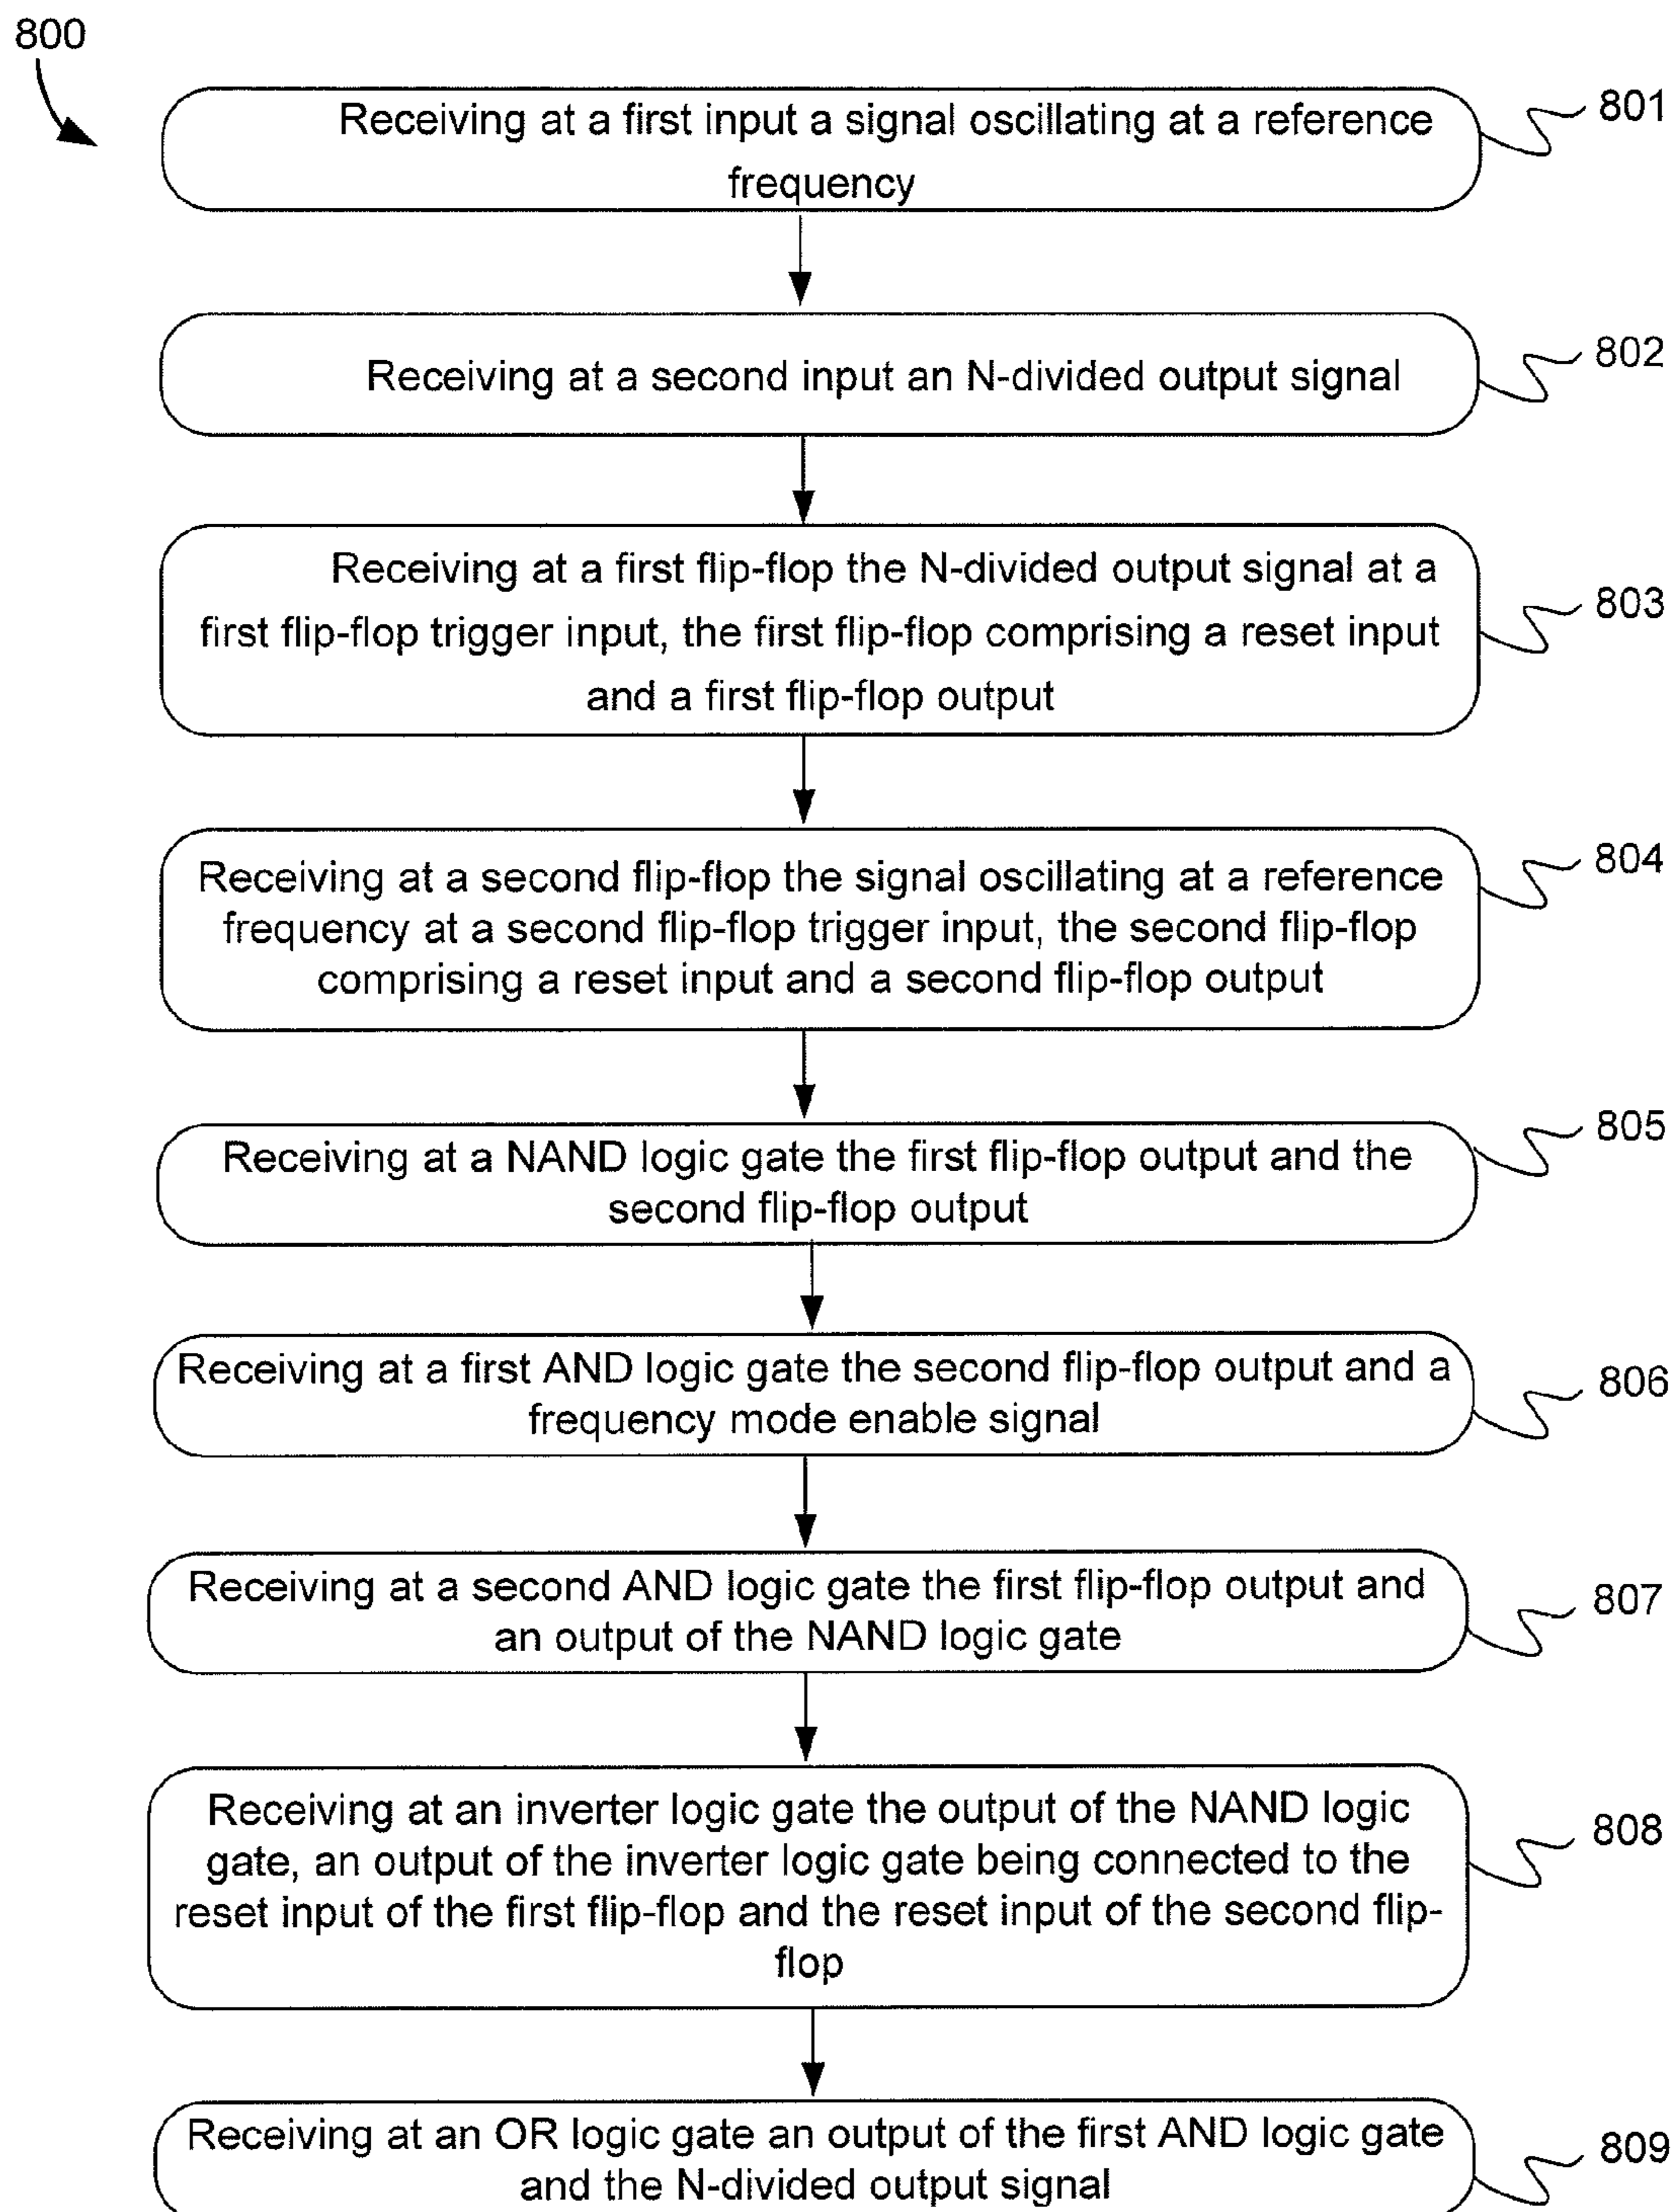 800
Receiving at a first input a signal oscillating at a reference
frequency
801
Receiving at a second input an N-divided output signal
802
Receiving at a first flip-flop the N-divided output signal at a
first flip-flop trigger input, the first flip-flop comprising a reset input
and a first flip-flop output
803
Receiving at a second flip-flop the signal oscillating at a reference
frequency at a second flip-flop trigger input, the second flip-flop
comprising a reset input and a second flip-flop output
804
Receiving at a NAND logic gate the first flip-flop output and the
second flip-flop output
805
Receiving at a first AND logic gate the second flip-flop output and a
frequency mode enable signal
806
Receiving at a second AND logic gate the first flip-flop output and
an output of the NAND logic gate
807
Receiving at an inverter logic gate the output of the NAND logic
gate, an output of the inverter logic gate being connected to the
reset input of the first flip-flop and the reset input of the second flip-
flop
808
Receiving at an OR logic gate an output of the first AND logic gate
and the N-divided output signal
809